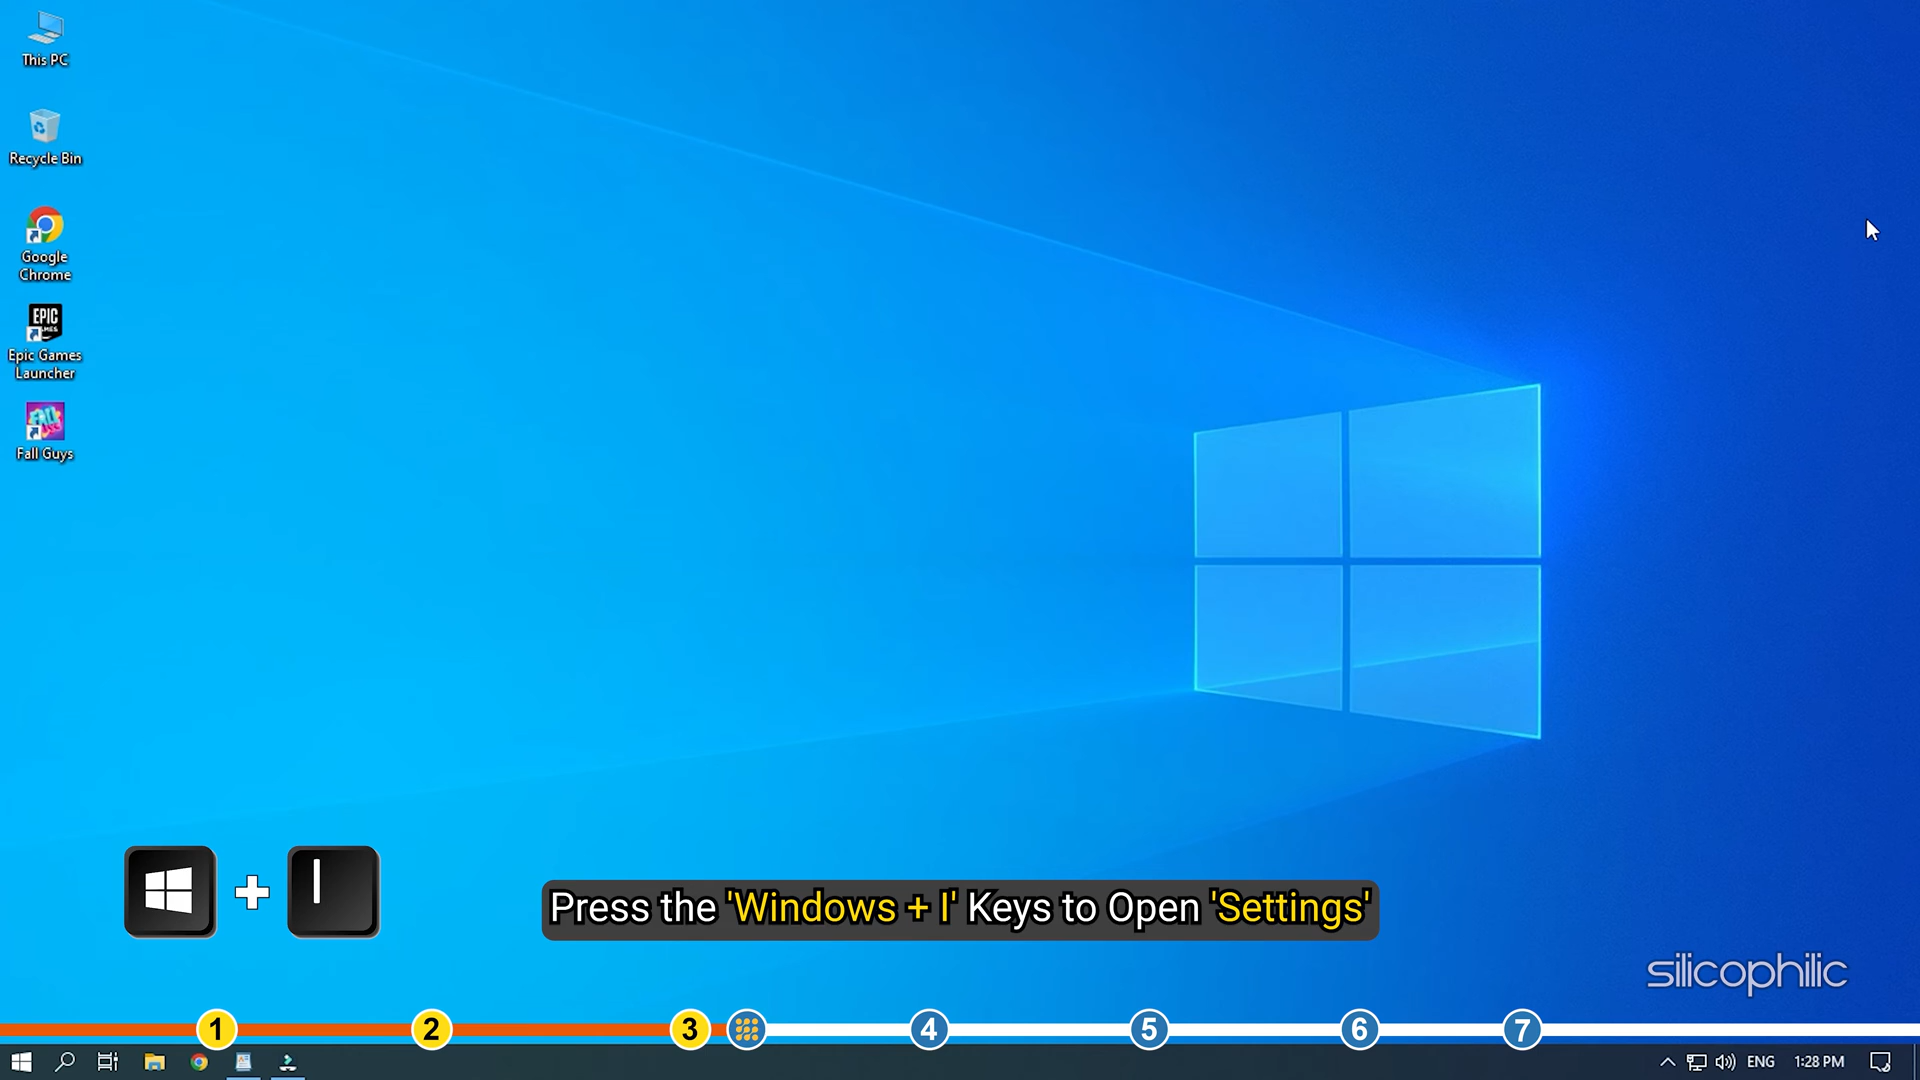 This PC
Recycle Bin
Google
Chrome
EPIC
Epic Games
Launcher
FALL
Fall Guys
I
Press the 'Windows + I' Keys to Open 'Settings'
silicophilic
1 2 3 4 5 6 7
ENG 1:28 PM